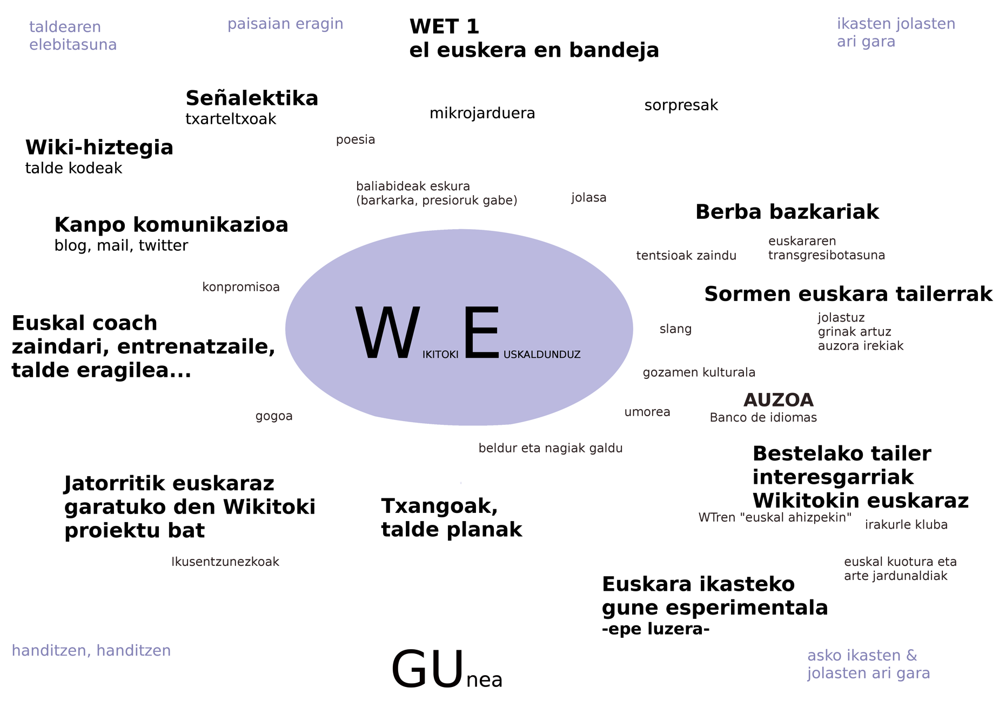 taldearen
elebitasuna
paisaian eragin
WET 1
el euskera en bandeja
ikasten jolasten
ari gara
Señalektika
txarteltxoak
mikrojarduera
sorpresak
poesia
Wiki-hiztegia
talde kodeak
baliabideak eskura
(barkarka, presioruk gabe)
jolasa
Berba bazkariak
Kanpo komunikazioa
blog, mail, twitter
tentsioak zaindu
euskararen
transgresibotasuna
konpromisoa
Sormen euskara tailerrak
jolastuz
grinak artuz
auzora irekiak
Euskal coach
zaindari, entrenatzaile,
talde eragilea...
WIKITOKI EUSKALDUNDUZ
slang
gozamen kulturala
AUZOA
Banco de idiomas
umorea
gogoa
beldur eta nagiak galdu
Bestelako tailer
interesgarriak
Wikitokin euskaraz
WTren "euskal ahizpekin"
irakurle kluba
Jatorritik euskaraz
garatuko den Wikitoki
proiektu bat
Ikusentzunezkoak
Txangoak,
talde planak
euskal kuotura eta
arte jardunaldiak
Euskara ikasteko
gune esperimentala
-epe luzera-
handitzen, handitzen
GUnea
asko ikasten &
jolasten ari gara